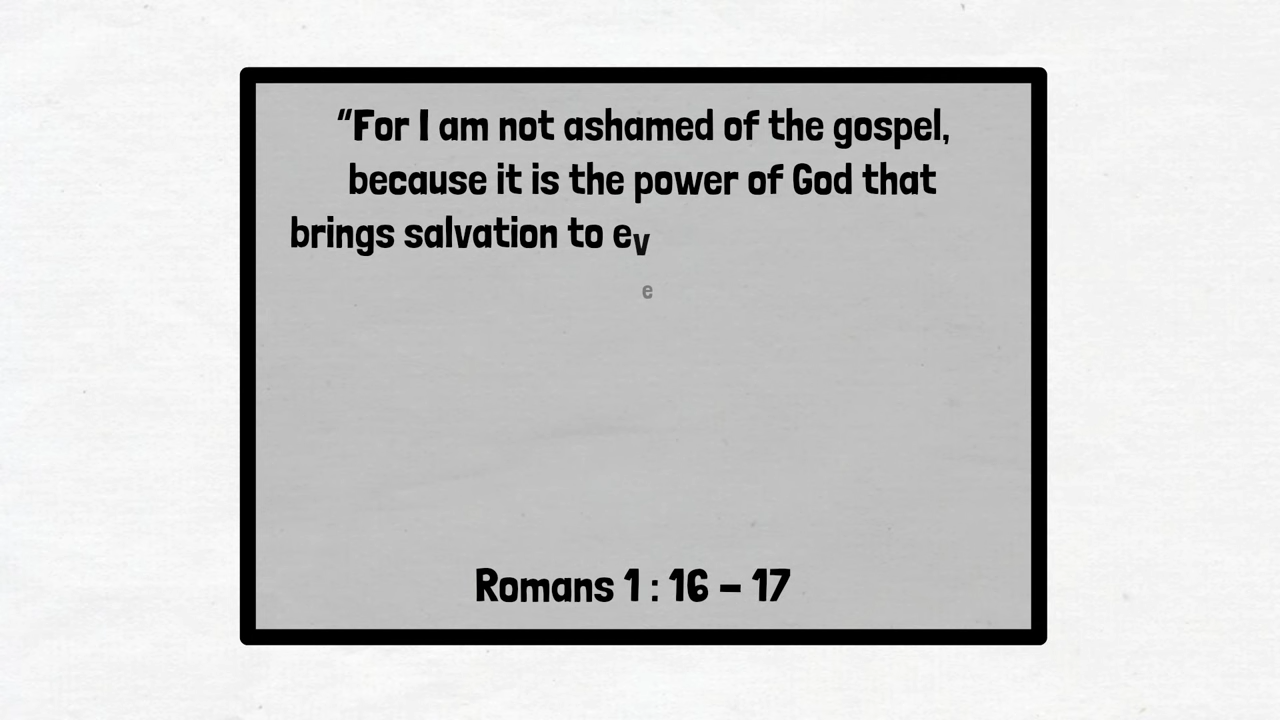 “For I am not ashamed of the gospel,
because it is the power of God that
brings salvation to ev
e
Romans 1 : 16 – 17